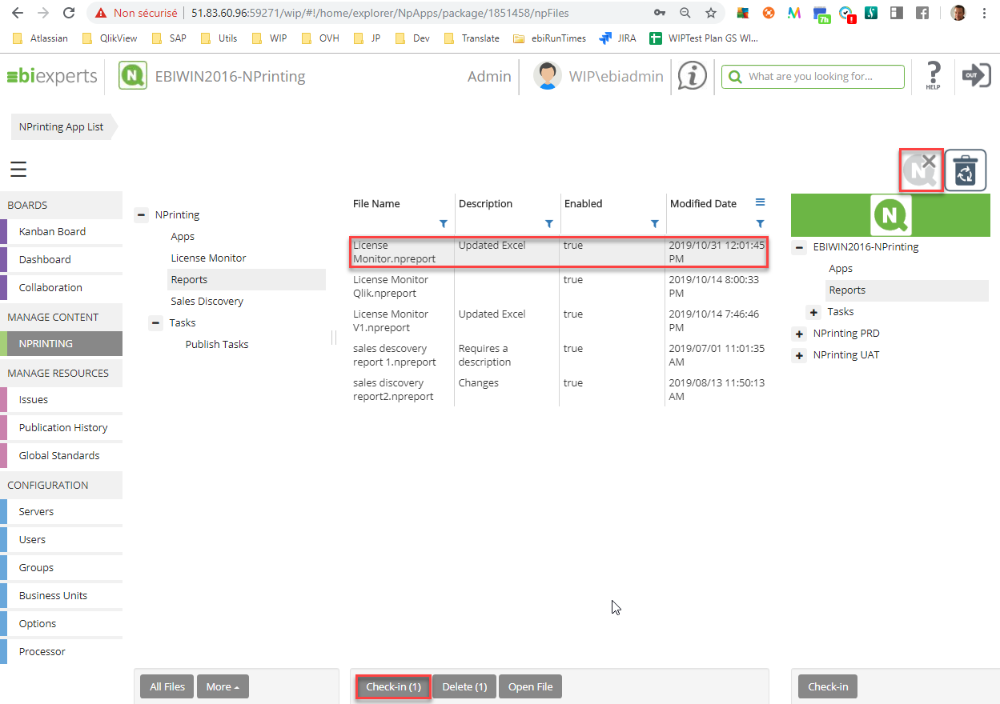 Non sécurisé
51.83.60.96:59271/wip/#!/home/explorer/NpApps/package/1851458/npFiles
7h
!
Atlassian QlikView SAP Utils WIP OVH JP Dev Translate ebiRunTimes JIRA WIPTest Plan GS WI...
ebiexperts
N
EBIWIN2016-NPrinting
Admin
WIP\ebiadmin
What are you looking for...
HELP
OUT
NPrinting App List
N
BOARDS
Kanban Board
Dashboard
Collaboration
MANAGE CONTENT
NPRINTING
MANAGE RESOURCES
Issues
Publication History
Global Standards
CONFIGURATION
Servers
Users
Groups
Business Units
Options
Processor
NPrinting
Apps
License Monitor
Reports
Sales Discovery
Tasks
Publish Tasks
File Name Description Enabled Modified Date
License Updated Excel true 2019/10/31 12:01:45
Monitor.npreport PM
License Monitor true 2019/10/14 8:00:33
Qlik.npreport PM
License Monitor Updated Excel true 2019/10/14 7:46:46
V1.npreport PM
sales descovery Requires a true 2019/07/01 11:01:35
report 1.npreport description AM
sales discovery Changes true 2019/08/13 11:50:13
report2.npreport AM
N
EBIWIN2016-NPrinting
Apps
Reports
Tasks
NPrinting PRD
NPrinting UAT
All Files More
Check-in (1) Delete (1) Open File
Check-in